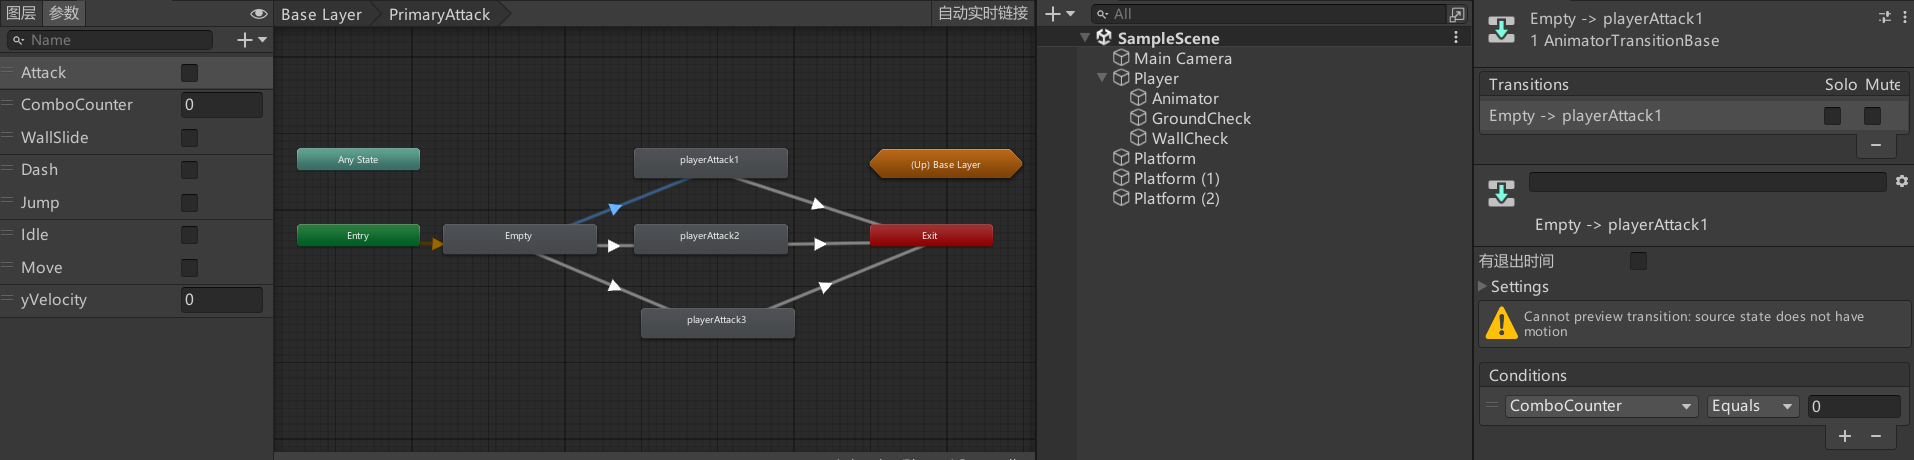 图层 参数
Name
Attack
ComboCounter 0
WallSlide
Dash
Jump
Idle
Move
yVelocity 0
Base Layer PrimaryAttack 自动实时链接
Any State
playerAttack1
(Up) Base Layer
Entry
Empty
playerAttack2
Exit
playerAttack3
All
SampleScene
Main Camera
Player
Animator
GroundCheck
WallCheck
Platform
Platform (1)
Platform (2)
Empty -> playerAttack1
1 AnimatorTransitionBase
Transitions Solo Mute
Empty -> playerAttack1
Empty -> playerAttack1
有退出时间
Settings
Cannot preview transition: source state does not have
motion
Conditions
ComboCounter Equals 0